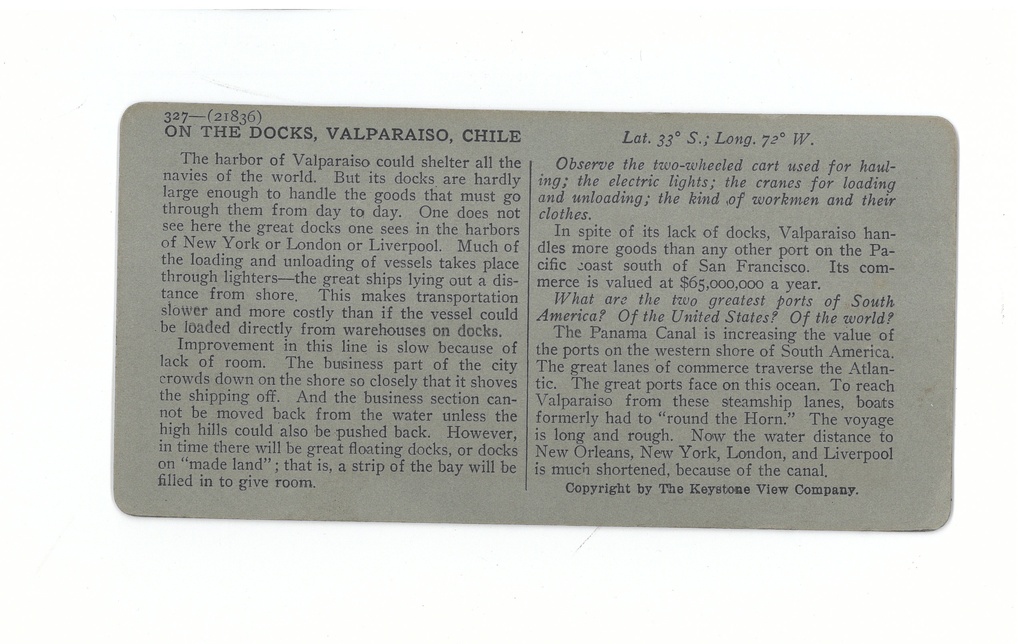 327—(21836)
ON THE DOCKS, VALPARAISO, CHILE
The harbor of Valparaiso could shelter all the
navies of the world. But its docks are hardly
large enough to handle the goods that must go
through them from day to day. One does not
see here the great docks one sees in the harbors
of New York or London or Liverpool. Much of
the loading and unloading of vessels takes place
through lighters—the great ships lying out a dis-
tance from shore. This makes transportation
slower and more costly than if the vessel could
be loaded directly from warehouses on docks.
Improvement in this line is slow because of
lack of room. The business part of the city
crowds down on the shore so closely that it shoves
the shipping off. And the business section can-
not be moved back from the water unless the
high hills could also be pushed back. However,
in time there will be great floating docks, or docks
on "made land"; that is, a strip of the bay will be
filled in to give room.
Lat. 33° S.; Long. 72° W.
Observe the two-wheeled cart used for haul-
ing; the electric lights; the cranes for loading
and unloading; the kind of workmen and their
clothes.
In spite of its lack of docks, Valparaiso han-
dles more goods than any other port on the Pa-
cific coast south of San Francisco. Its com-
merce is valued at $65,000,000 a year.
What are the two greatest ports of South
America? Of the United States? Of the world?
The Panama Canal is increasing the value of
the ports on the western shore of South America.
The great lanes of commerce traverse the Atlan-
tic. The great ports face on this ocean. To reach
Valparaiso from these steamship lanes, boats
formerly had to "round the Horn." The voyage
is long and rough. Now the water distance to
New Orleans, New York, London, and Liverpool
is much shortened, because of the canal.
Copyright by The Keystone View Company.